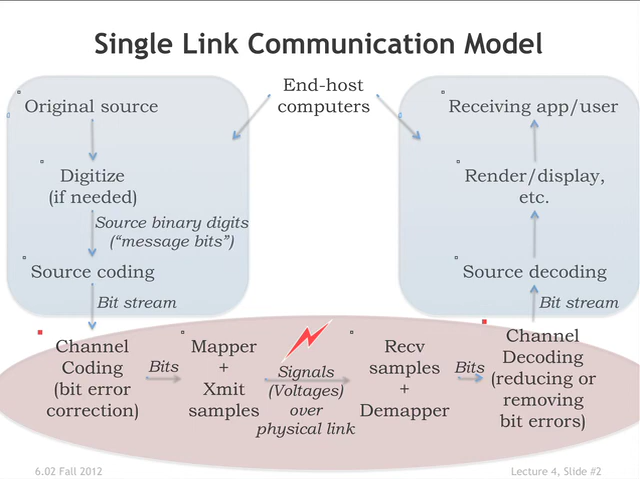 Single Link Communication Model
End-host
computers
Original source
Digitize
(if needed)
Source binary digits
(“message bits”)
Source coding
Bit stream
Receiving app/user
Render/display,
etc.
Source decoding
Bit stream
Channel
Coding
(bit error
correction)
Bits
Mapper
+
Xmit
samples
Signals
(Voltages)
over
physical link
Recv
samples
+
Demapper
Bits
Channel
Decoding
(reducing or
removing
bit errors)
6.02 Fall 2012
Lecture 4, Slide #2